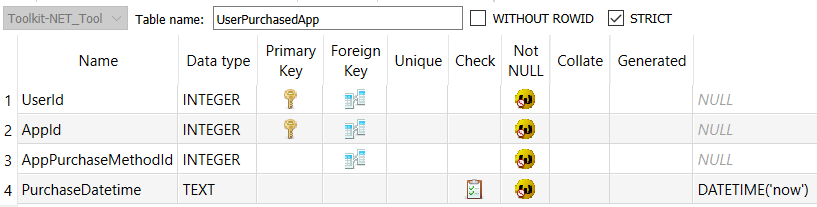 Toolkit-NET_Tool Table name: UserPurchasedApp WITHOUT ROWID STRICT
Name Data type Primary Key Foreign Key Unique Check Not NULL Collate Generated
1 UserId INTEGER NULL
2 AppId INTEGER NULL
3 AppPurchaseMethodId INTEGER NULL
4 PurchaseDatetime TEXT DATETIME('now')